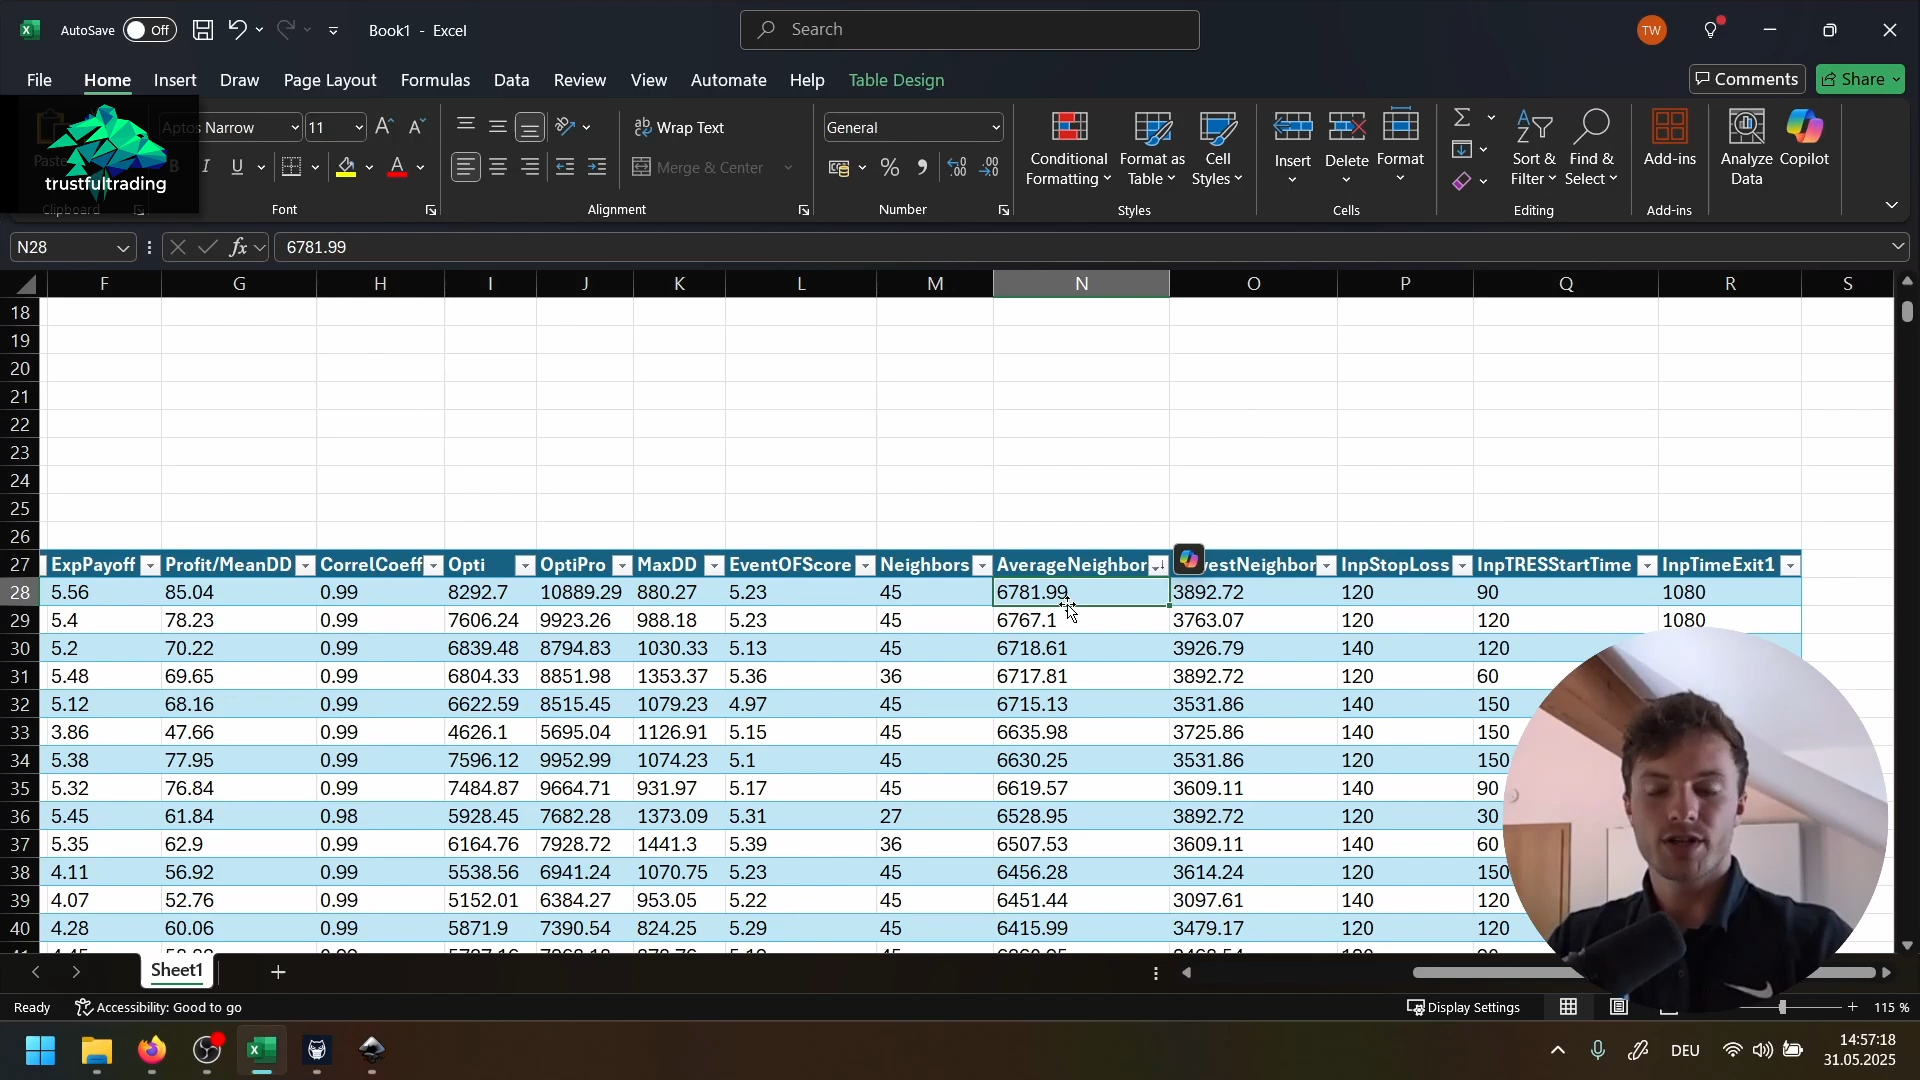 AutoSave Off Book1 - Excel Search TW
File Home Insert Draw Page Layout Formulas Data Review View Automate Help Table Design Comments Share
Aptos Narrow 11 Wrap Text General
trustfultrading
Merge & Center
Conditional Formatting Format as Table Cell Styles Insert Delete Format Sort & Filter Find & Select Add-ins Analyze Data Copilot
Clipboard Font Alignment Number Styles Cells Editing Add-ins
N28 fx 6781.99
F G H I J K L M N O P Q R S
18
19
20
21
22
23
24
25
26
27 ExpPayoff Profit/MeanDD CorrelCoeff Opti OptiPro MaxDD EventOFScore Neighbors AverageNeighbor vestNeighbor InpStopLoss InpTRESStartTime InpTimeExit1
28 5.56 85.04 0.99 8292.7 10889.29 880.27 5.23 45 6781.99 3892.72 120 90 1080
29 5.4 78.23 0.99 7606.24 9923.26 988.18 5.23 45 6767.1 3763.07 120 120 1080
30 5.2 70.22 0.99 6839.48 8794.83 1030.33 5.13 45 6718.61 3926.79 140 120
31 5.48 69.65 0.99 6804.33 8851.98 1353.37 5.36 36 6717.81 3892.72 120 60
32 5.12 68.16 0.99 6622.59 8515.45 1079.23 4.97 45 6715.13 3531.86 140 150
33 3.86 47.66 0.99 4626.1 5695.04 1126.91 5.15 45 6635.98 3725.86 140 150
34 5.38 77.95 0.99 7596.12 9952.99 1074.23 5.1 45 6630.25 3531.86 120 150
35 5.32 76.84 0.99 7484.87 9664.71 931.97 5.17 45 6619.57 3609.11 140 90
36 5.45 61.84 0.98 5928.45 7682.28 1373.09 5.31 27 6528.95 3892.72 120 30
37 5.35 62.9 0.99 6164.76 7928.72 1441.3 5.39 36 6507.53 3609.11 140 60
38 4.11 56.92 0.99 5538.56 6941.24 1070.75 5.23 45 6456.28 3614.24 120 150
39 4.07 52.76 0.99 5152.01 6384.27 953.05 5.22 45 6451.44 3097.61 140 120
40 4.28 60.06 0.99 5871.9 7390.54 824.25 5.29 45 6415.99 3479.17 120 120
Sheet1
Ready Accessibility: Good to go Display Settings 115 %
DEU 14:57:18
31.05.2025